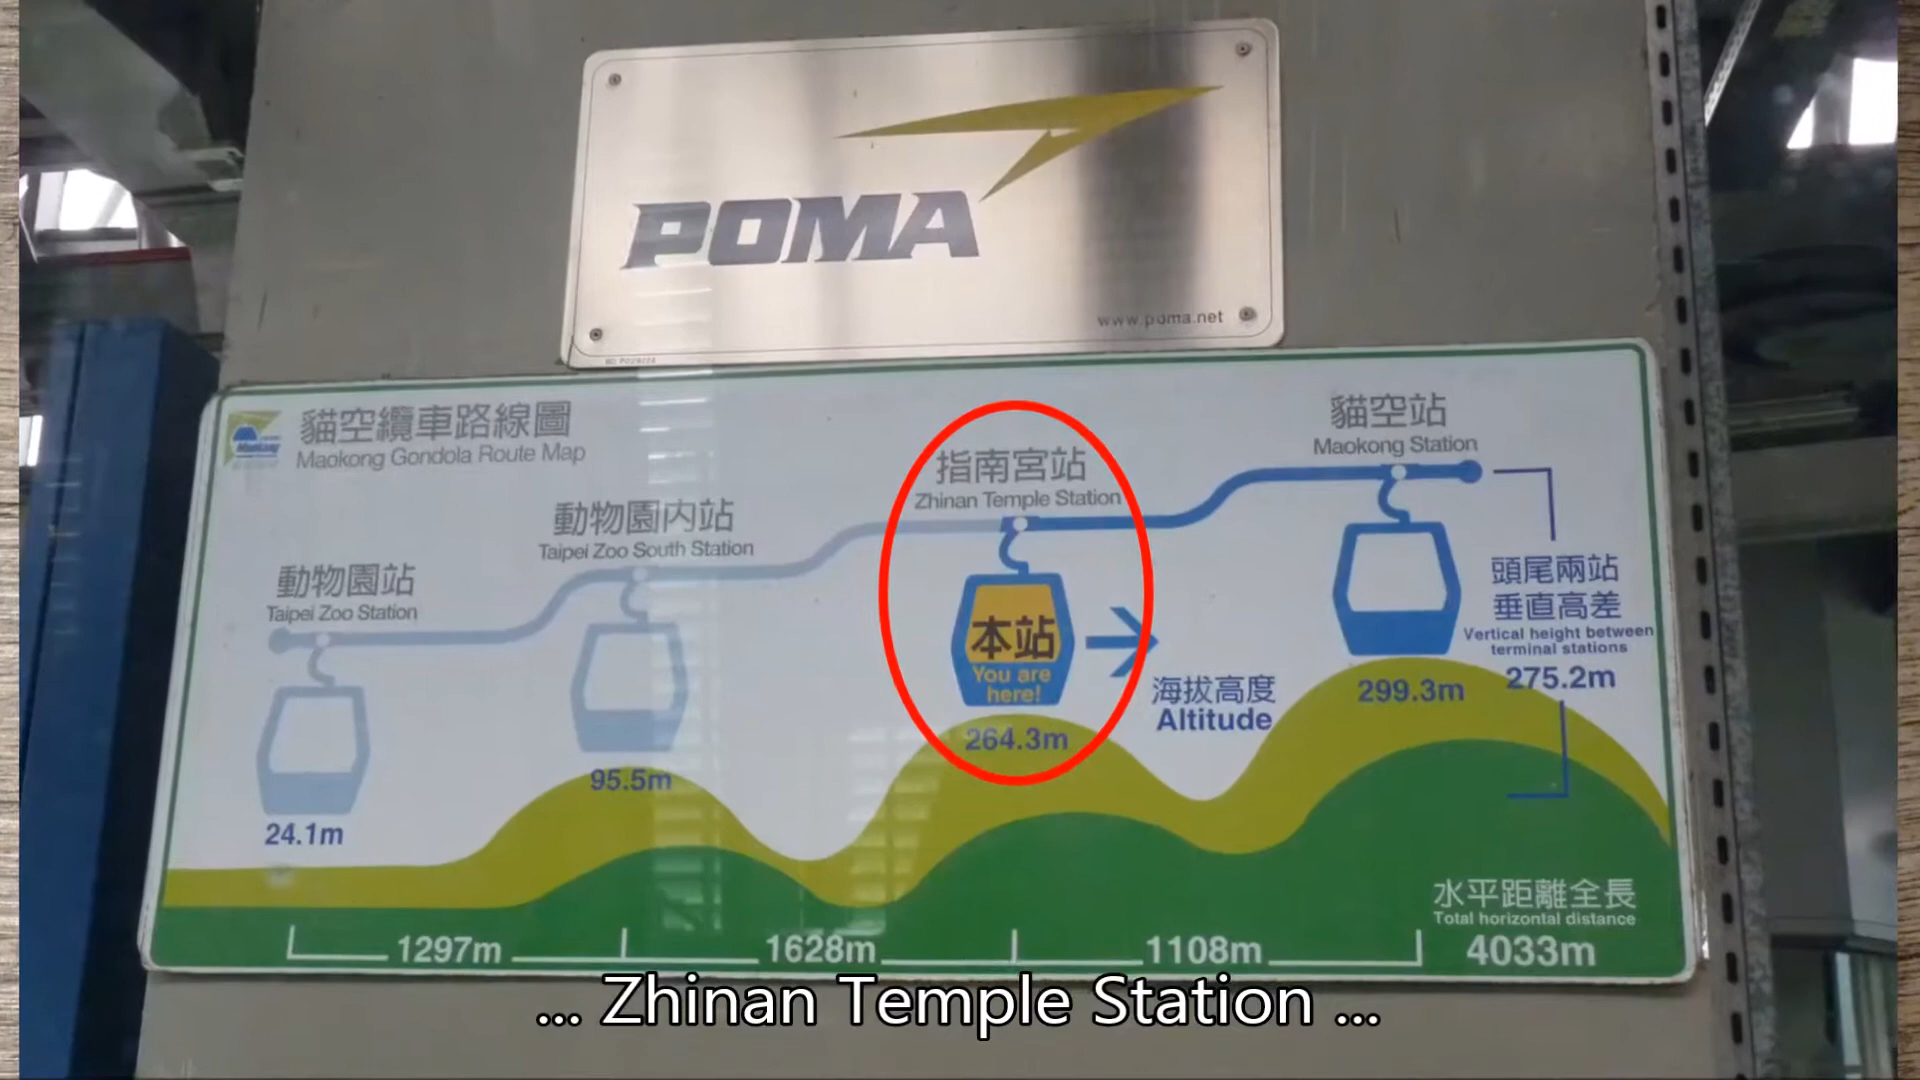 POMA
www.poma.net
貓空纜車路線圖
Maokong Gondola Route Map
動物園站
Taipei Zoo Station
24.1m
動物園內站
Taipei Zoo South Station
95.5m
指南宮站
Zhinan Temple Station
本站
You are
here!
264.3m
海拔高度
Altitude
貓空站
Maokong Station
299.3m
頭尾兩站
垂直高差
Vertical height between
terminal stations
275.2m
1297m
1628m
1108m
水平距離全長
Total horizontal distance
4033m
... Zhinan Temple Station ...